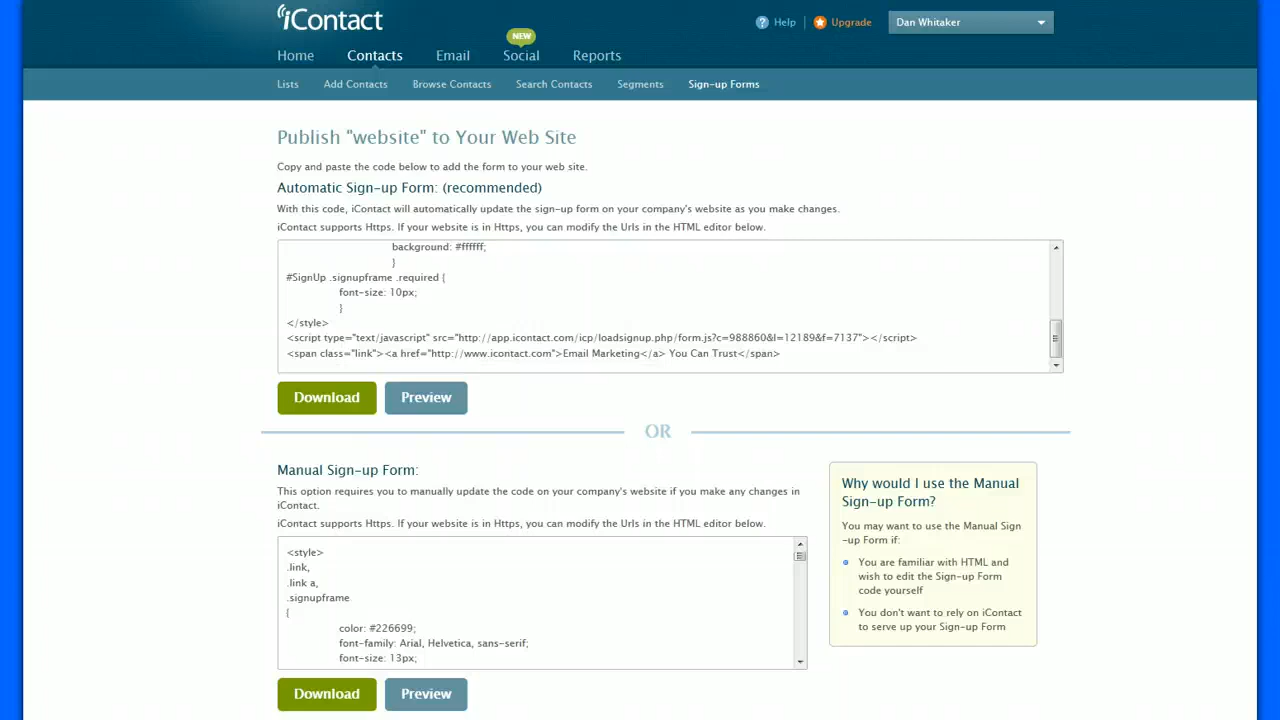 iContact
Help
Upgrade
Dan Whitaker
NEW
Home
Contacts
Email
Social
Reports
Lists
Add Contacts
Browse Contacts
Search Contacts
Segments
Sign-up Forms
Publish "website" to Your Web Site
Copy and paste the code below to add the form to your web site.
Automatic Sign-up Form: (recommended)
With this code, iContact will automatically update the sign-up form on your company's website as you make changes.
iContact supports Https. If your website is in Https, you can modify the Urls in the HTML editor below.
background: #ffffff;
}
#SignUp .signupframe .required {
font-size: 10px;
}
</style>
<script type="text/javascript" src="http://app.icontact.com/icp/loadsignup.php/form.js?c=988860&l=12189&f=7137"></script>
<span class="link"><a href="http://www.icontact.com">Email Marketing</a> You Can Trust</span>
Download
Preview
OR
Manual Sign-up Form:
This option requires you to manually update the code on your company's website if you make any changes in
iContact.
iContact supports Https. If your website is in Https, you can modify the Urls in the HTML editor below.
<style>
.link,
.link a,
.signupframe
{
color: #226699;
font-family: Arial, Helvetica, sans-serif;
font-size: 13px;
Download
Preview
Why would I use the Manual
Sign-up Form?
You may want to use the Manual Sign
-up Form if:
You are familiar with HTML and
wish to edit the Sign-up Form
code yourself
You don't want to rely on iContact
to serve up your Sign-up Form